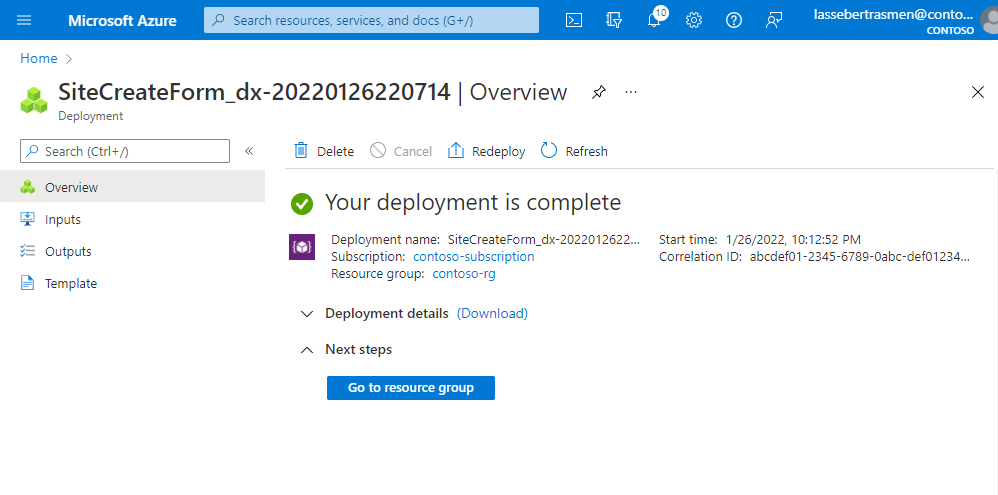 Microsoft Azure
Search resources, services, and docs (G+/)
10
lassebertrasmen@conto...
CONTOSO
Home
SiteCreateForm_dx-20220126220714 | Overview
...
Deployment
Search (Ctrl+/)
Delete
Cancel
Redeploy
Refresh
Overview
Inputs
Outputs
Template
Your deployment is complete
Deployment name: SiteCreateForm_dx-2022012622...
Subscription: contoso-subscription
Resource group: contoso-rg
Start time: 1/26/2022, 10:12:52 PM
Correlation ID: abcdef01-2345-6789-0abc-def01234...
Deployment details (Download)
Next steps
Go to resource group